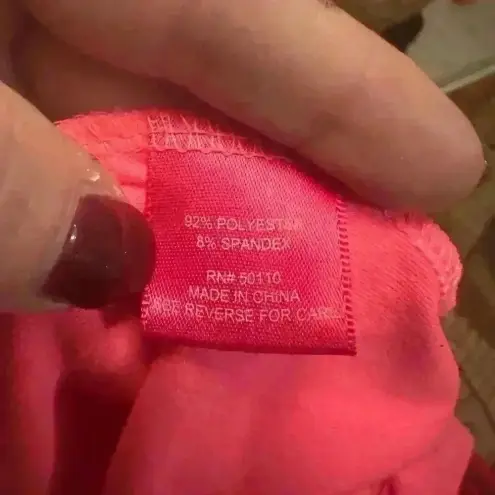 92% POLYESTER
8% SPANDEX
RN# 50110
MADE IN CHINA
SEE REVERSE FOR CARE